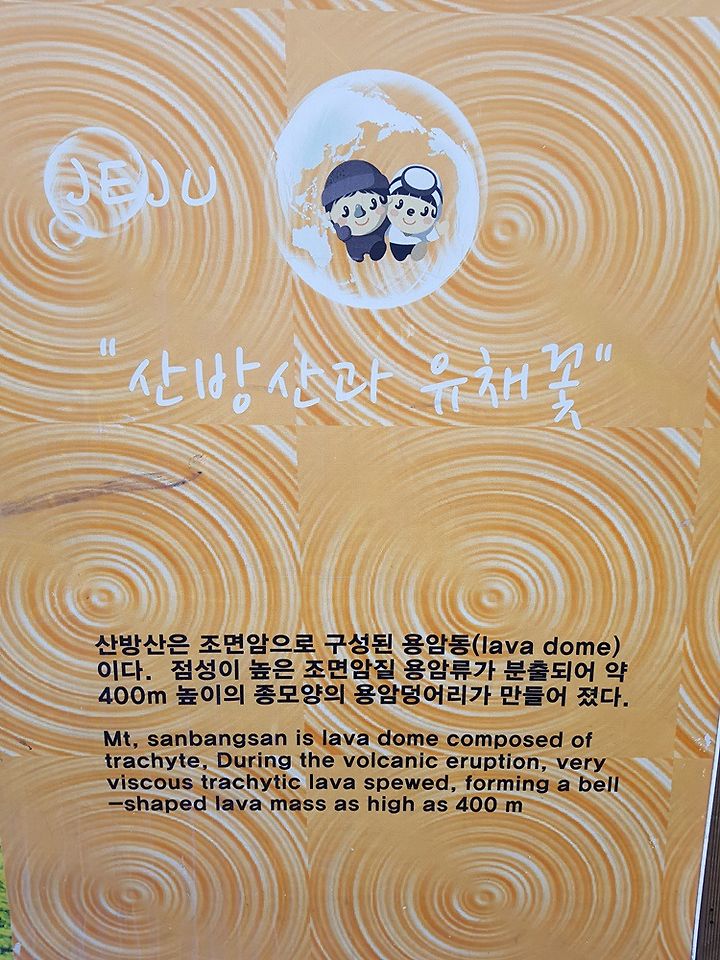 JEJU
"산방산과 유채꽃"
산방산은 조면암으로 구성된 용암동(lava dome)
이다. 점성이 높은 조면암질 용암류가 분출되어 약
400m 높이의 종모양의 용암덩어리가 만들어 졌다.
Mt, sanbangsan is lava dome composed of
trachyte, During the volcanic eruption, very
viscous trachytic lava spewed, forming a bell
-shaped lava mass as high as 400 m